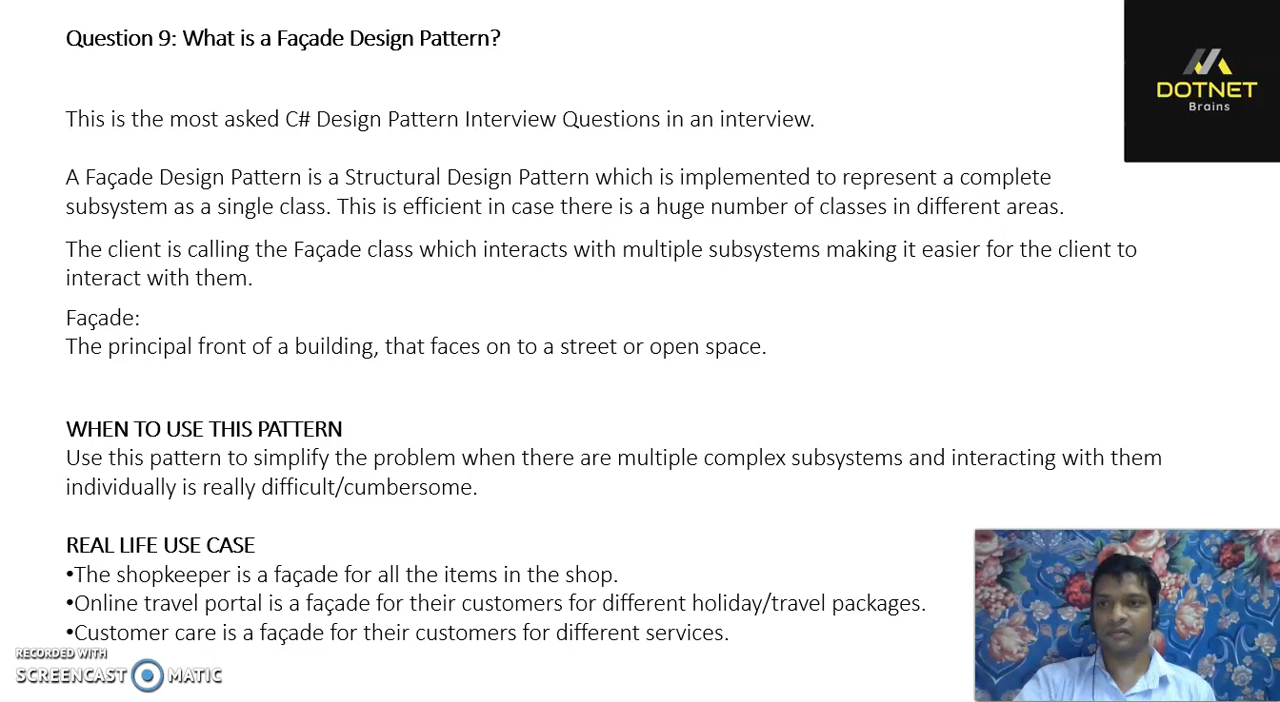 Question 9: What is a Façade Design Pattern?
DOTNET
Brains
This is the most asked C# Design Pattern Interview Questions in an interview.
A Façade Design Pattern is a Structural Design Pattern which is implemented to represent a complete
subsystem as a single class. This is efficient in case there is a huge number of classes in different areas.
The client is calling the Façade class which interacts with multiple subsystems making it easier for the client to
interact with them.
Façade:
The principal front of a building, that faces on to a street or open space.
WHEN TO USE THIS PATTERN
Use this pattern to simplify the problem when there are multiple complex subsystems and interacting with them
individually is really difficult/cumbersome.
REAL LIFE USE CASE
•The shopkeeper is a façade for all the items in the shop.
•Online travel portal is a façade for their customers for different holiday/travel packages.
•Customer care is a façade for their customers for different services.
RECORDED WITH
SCREENCAST MATIC